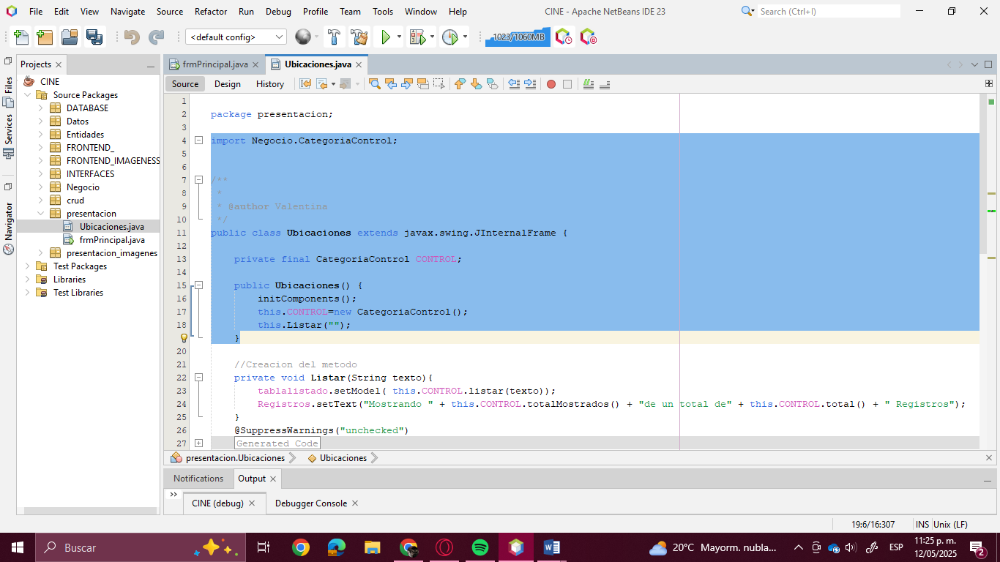 File Edit View Navigate Source Refactor Run Debug Profile Team Tools Window Help CINE - Apache NetBeans IDE 23 Search (Ctrl+I)
<default config> 1023/1060MB
Projects frmPrincipal.java Ubicaciones.java
Source Design History
Files
Services
Navigator
CINE
Source Packages
DATABASE
Datos
Entidades
FRONTEND_
FRONTEND_IMAGENESS
INTERFACES
Negocio
crud
presentacion
Ubicaciones.java
frmPrincipal.java
presentacion_imagenes
Test Packages
Libraries
Test Libraries
1
2 package presentacion;
3
4 import Negocio.CategoriaControl;
5
6
7 /**
8 *
9 * @author Valentina
10 */
11 public class Ubicaciones extends javax.swing.JInternalFrame {
12
13 private final CategoriaControl CONTROL;
14
15 public Ubicaciones() {
16 initComponents();
17 this.CONTROL=new CategoriaControl();
18 this.Listar("");
}
20
21 //Creacion del metodo
22 private void Listar(String texto){
23 tablalistado.setModel( this.CONTROL.listar(texto));
24 Registros.setText("Mostrando " + this.CONTROL.totalMostrados() + "de un total de" + this.CONTROL.total() + " Registros");
25 }
26 @SuppressWarnings("unchecked")
27 Generated Code
presentacion.Ubicaciones Ubicaciones
Notifications Output
CINE (debug) Debugger Console
19:6/16:307 INS Unix (LF)
Buscar 20°C Mayorm. nubla... ESP 11:25 p. m.
12/05/2025 2